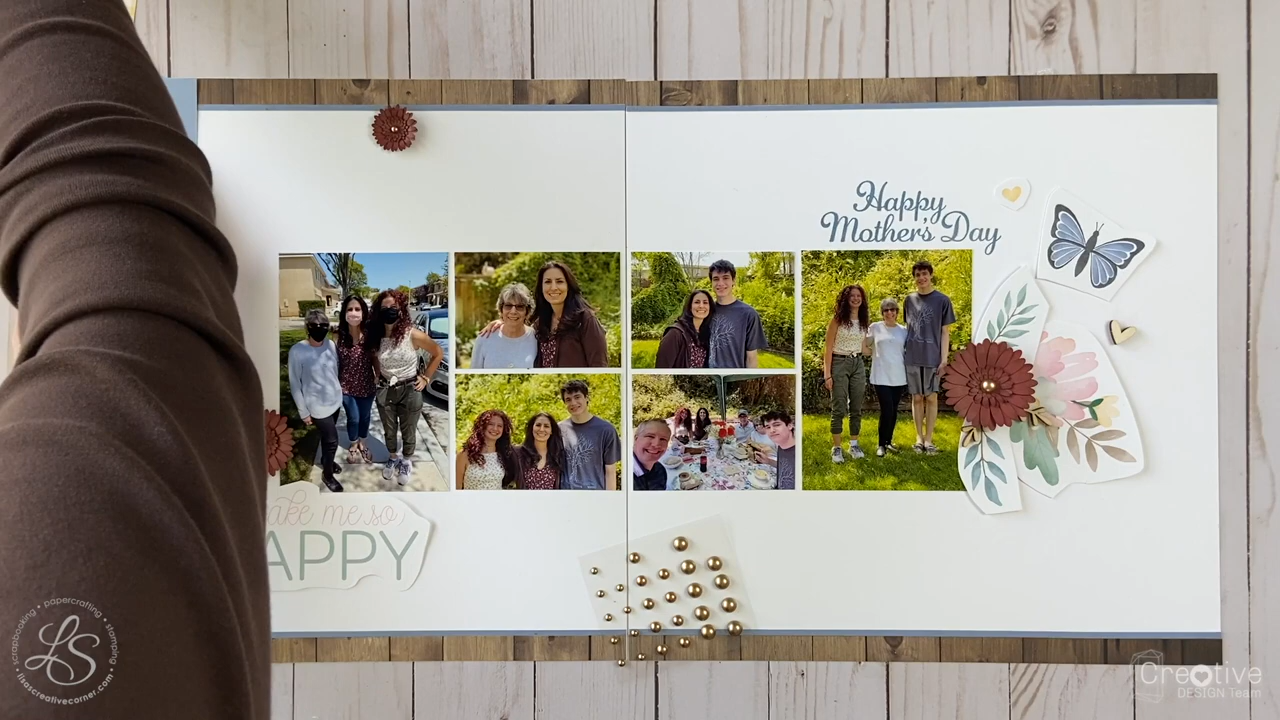 Happy
Mother's Day
ake me so
APPY
scrapbooking • papercrafting • stamping
LS
lisascreativecorner.com
Creative
DESIGN Team